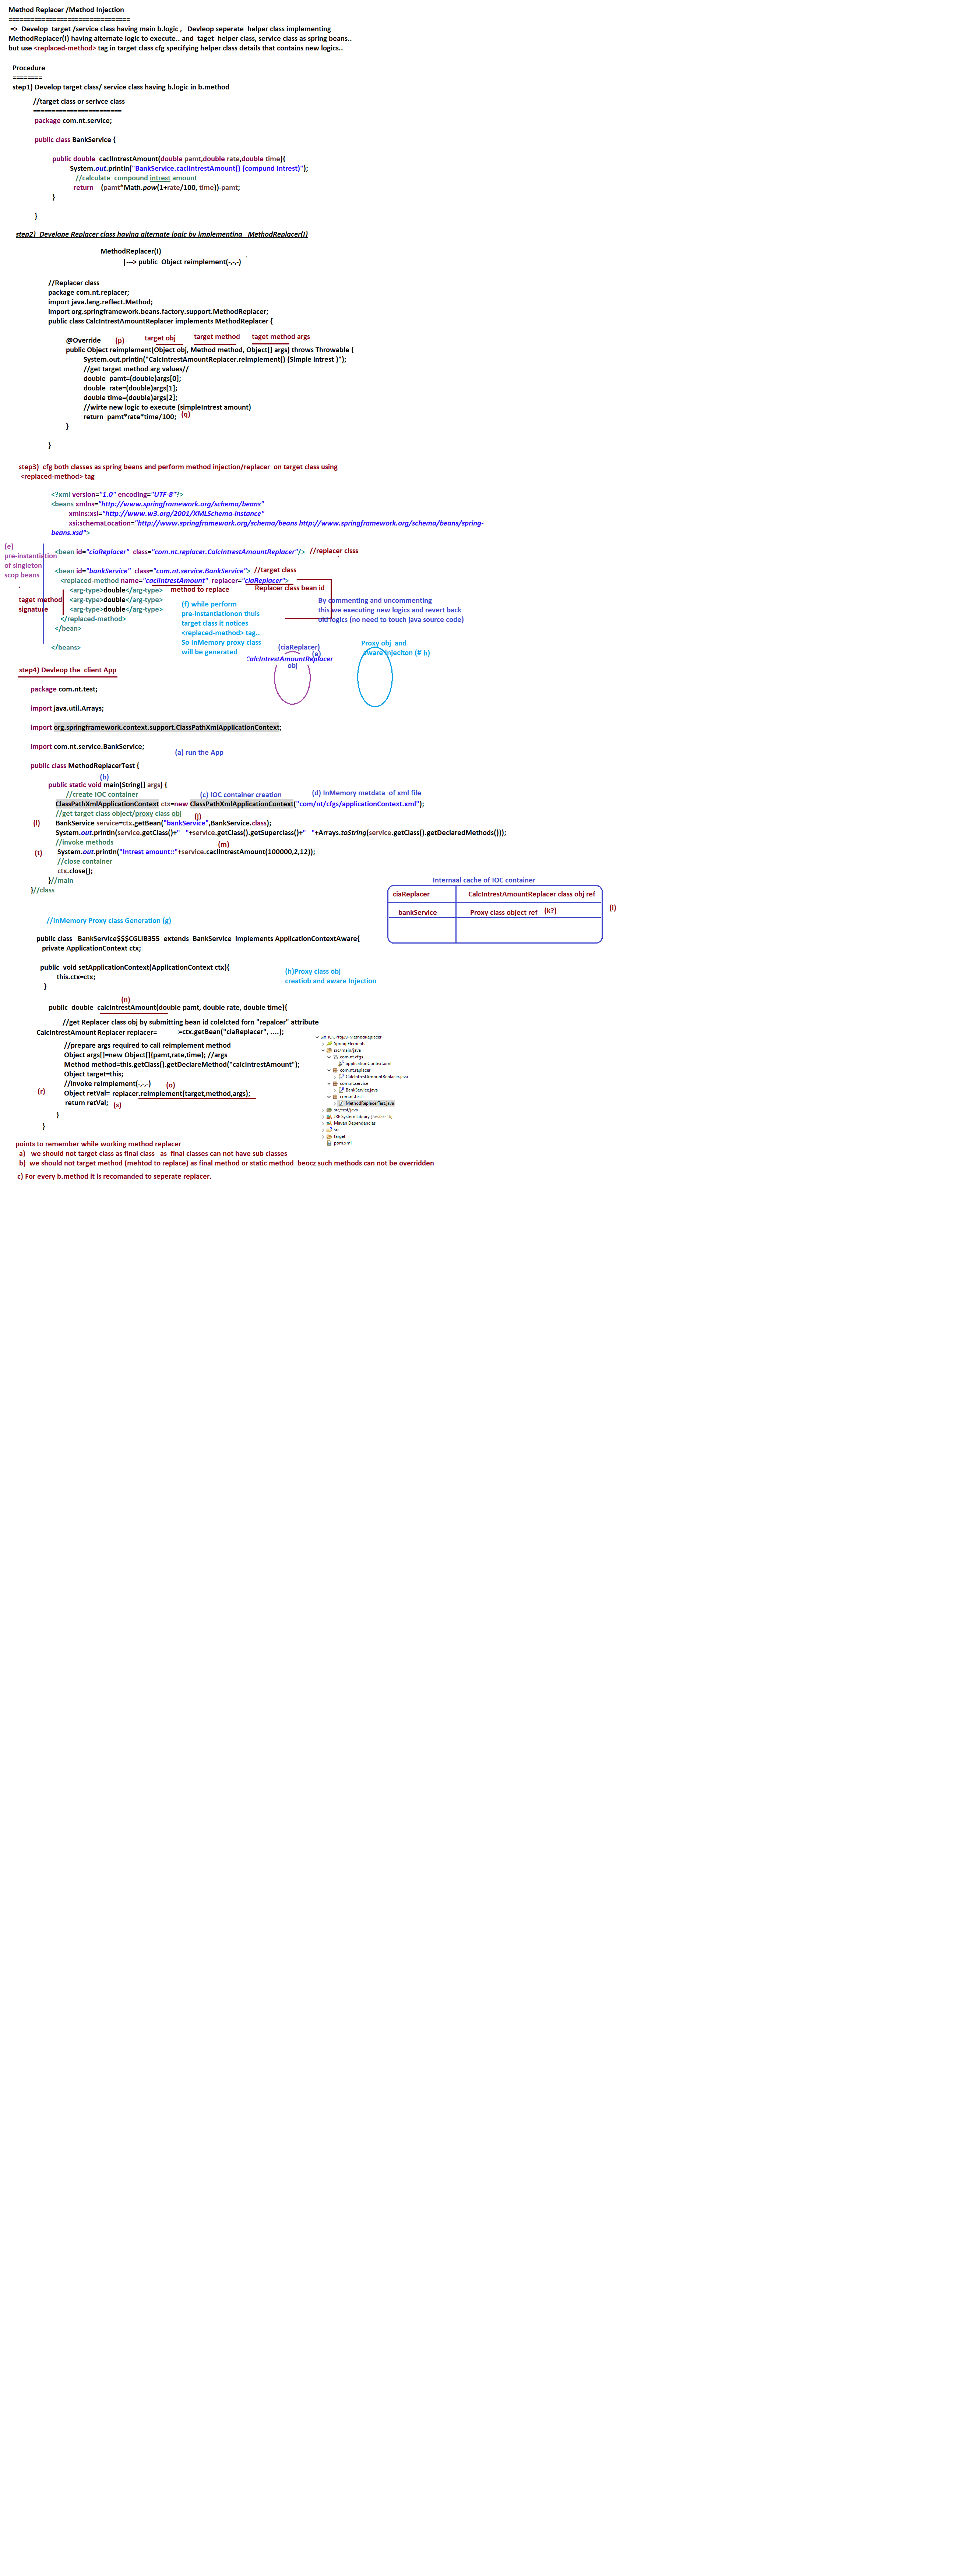 Method Replacer /Method Injection
=================================
=> Develop target /service class having main b.logic , Devleop seperate helper class implementing
MethodReplacer(I) having alternate logic to execute.. and taget helper class, service class as spring beans..
but use <replaced-method> tag in target class cfg specifying helper class details that contains new logics..
Procedure
========
step1) Develop target class/ service class having b.logic in b.method
//target class or serivce class
========================
package com.nt.service;
public class BankService {
public double caclIntrestAmount(double pamt,double rate,double time){
System.out.println("BankService.caclIntrestAmount() (compund Intrest)");
//calculate compound intrest amount
return (pamt*Math.pow(1+rate/100, time))-pamt;
}
}
step2) Develope Replacer class having alternate logic by implementing MethodReplacer(I)
MethodReplacer(I)
|---> public Object reimplement(-,-,-)
//Replacer class
package com.nt.replacer;
import java.lang.reflect.Method;
import org.springframework.beans.factory.support.MethodReplacer;
public class CalcIntrestAmountReplacer implements MethodReplacer {
@Override (p) target obj target method taget method args
public Object reimplement(Object obj, Method method, Object[] args) throws Throwable {
System.out.println("CalcIntrestAmountReplacer.reimplement() (Simple intrest )");
//get target method arg values//
double pamt=(double)args[0];
double rate=(double)args[1];
double time=(double)args[2];
//wirte new logic to execute (simpleIntrest amount)
return pamt*rate*time/100; (q)
}
}
step3) cfg both classes as spring beans and perform method injection/replacer on target class using
<replaced-method> tag
<?xml version="1.0" encoding="UTF-8"?>
<beans xmlns="http://www.springframework.org/schema/beans"
xmlns:xsi="http://www.w3.org/2001/XMLSchema-instance"
xsi:schemaLocation="http://www.springframework.org/schema/beans http://www.springframework.org/schema/beans/spring-
beans.xsd">
(e)
pre-instantiation
of singleton
scop beans
<bean id="ciaReplacer" class="com.nt.replacer.CalcIntrestAmountReplacer"/> //replacer clsss
<bean id="bankService" class="com.nt.service.BankService"> //target class
<replaced-method name="caclIntrestAmount" replacer="ciaReplacer">
<arg-type>double</arg-type> method to replace Replacer class bean id
taget method
signature
<arg-type>double</arg-type>
<arg-type>double</arg-type>
</replaced-method>
</bean>
</beans>
(f) while perform
pre-instantiationon thuis
target class it notices
<replaced-method> tag..
So InMemory proxy class
will be generated
By commenting and uncommenting
this we executing new logics and revert back
old logics (no need to touch java source code)
(ciaReplacer)
(e)
CalcIntrestAmountReplacer
obj
Proxy obj and
aware Injeciton (# h)
step4) Devleop the client App
package com.nt.test;
import java.util.Arrays;
import org.springframework.context.support.ClassPathXmlApplicationContext;
import com.nt.service.BankService;
(a) run the App
public class MethodReplacerTest {
(b)
public static void main(String[] args) {
//create IOC container (c) IOC container creation (d) InMemory metdata of xml file
ClassPathXmlApplicationContext ctx=new ClassPathXmlApplicationContext("com/nt/cfgs/applicationContext.xml");
//get target class object/proxy class obj (j)
(l) BankService service=ctx.getBean("bankService",BankService.class);
System.out.println(service.getClass()+" "+service.getClass().getSuperclass()+" "+Arrays.toString(service.getClass().getDeclaredMethods()));
//invoke methods (m)
(t) System.out.println("Intrest amount::"+service.caclIntrestAmount(100000,2,12));
//close container
ctx.close();
}//main
}//class
Internaal cache of IOC container
ciaReplacer CalcIntrestAmountReplacer class obj ref
bankService Proxy class object ref (k?)
(i)
//InMemory Proxy class Generation (g)
public class BankService$$$CGLIB355 extends BankService implements ApplicationContextAware{
private ApplicationContext ctx;
public void setApplicationContext(ApplicationContext ctx){
this.ctx=ctx;
}
(h)Proxy class obj
creatiob and aware Injection
(n)
public double calcIntrestAmount(double pamt, double rate, double time){
//get Replacer class obj by submitting bean id colelcted forn "repalcer" attribute
CalcIntrestAmount Replacer replacer= =ctx.getBean("ciaReplacer", ....);
//prepare args required to call reimplement method
Object args[]=new Object[]{pamt,rate,time}; //args
Method method=this.getClass().getDeclareMethod("calcIntrestAmount");
Object target=this;
//invoke reimplement(-,-,-) (o)
(r) Object retVal= replacer.reimplement(target,method,args);
return retVal; (s)
}
}
IOCProj29-MethodReplacer
Spring Elements
src/main/java
com.nt.cfgs
applicationContext.xml
com.nt.replacer
CalcIntrestAmountReplacer.java
com.nt.service
BankService.java
com.nt.test
MethodReplacerTest.java
src/test/java
JRE System Library [JavaSE-16]
Maven Dependencies
src
target
pom.xml
points to remember while working method replacer
a) we should not target class as final class as final classes can not have sub classes
b) we should not target method (mehtod to replace) as final method or static method beocz such methods can not be overridden
c) For every b.method it is recomanded to seperate replacer.